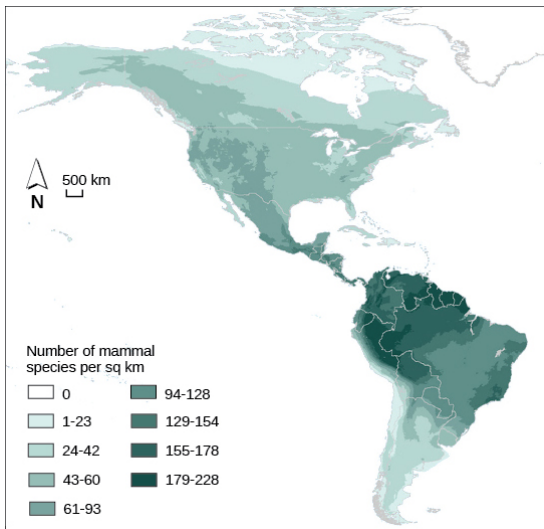 500 km
N
Number of mammal
species per sq km
0
1-23
24-42
43-60
61-93
94-128
129-154
155-178
179-228